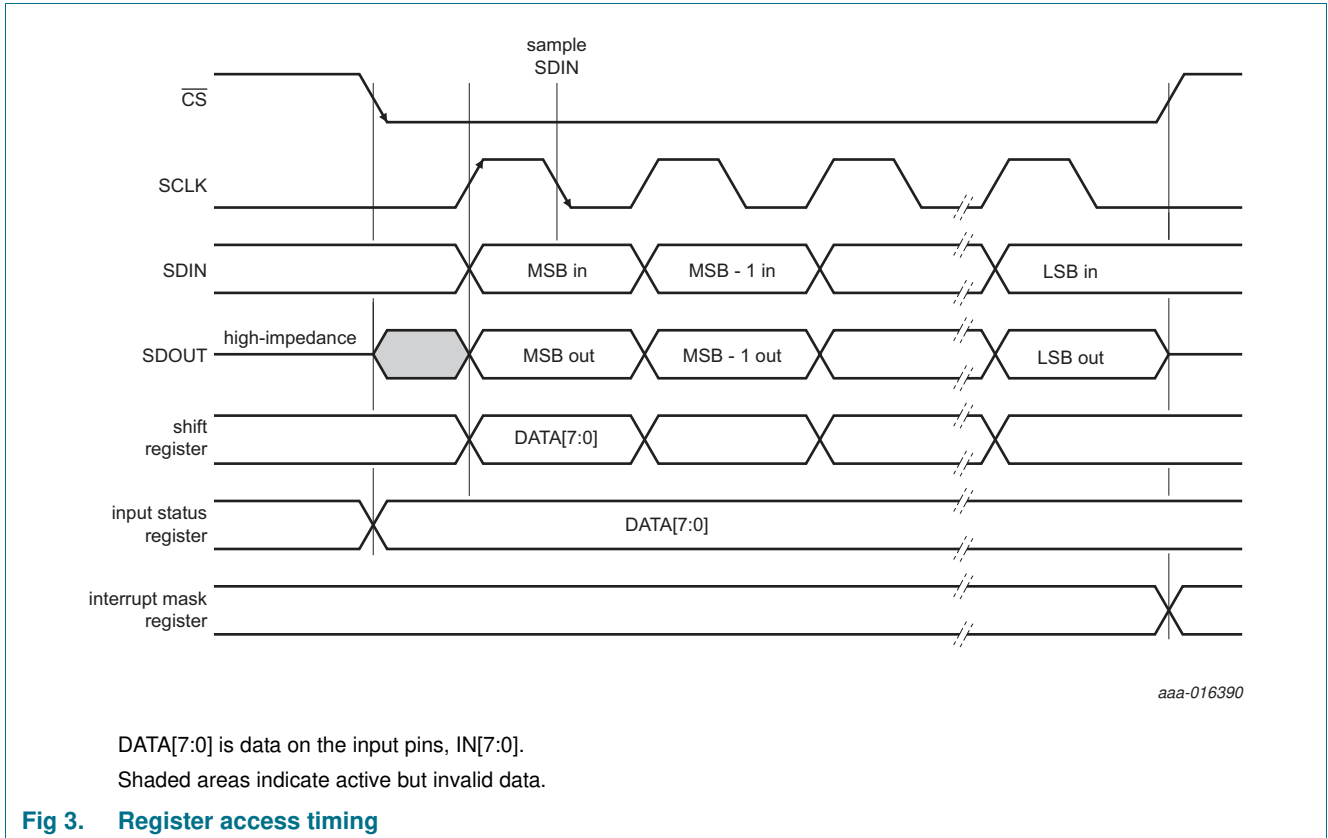 sample
SDIN
CS
SCLK
SDIN
MSB in
MSB - 1 in
LSB in
high-impedance
SDOUT
MSB out
MSB - 1 out
LSB out
shift
register
DATA[7:0]
input status
register
DATA[7:0]
interrupt mask
register
aaa-016390
DATA[7:0] is data on the input pins, IN[7:0].
Shaded areas indicate active but invalid data.
Fig 3. Register access timing